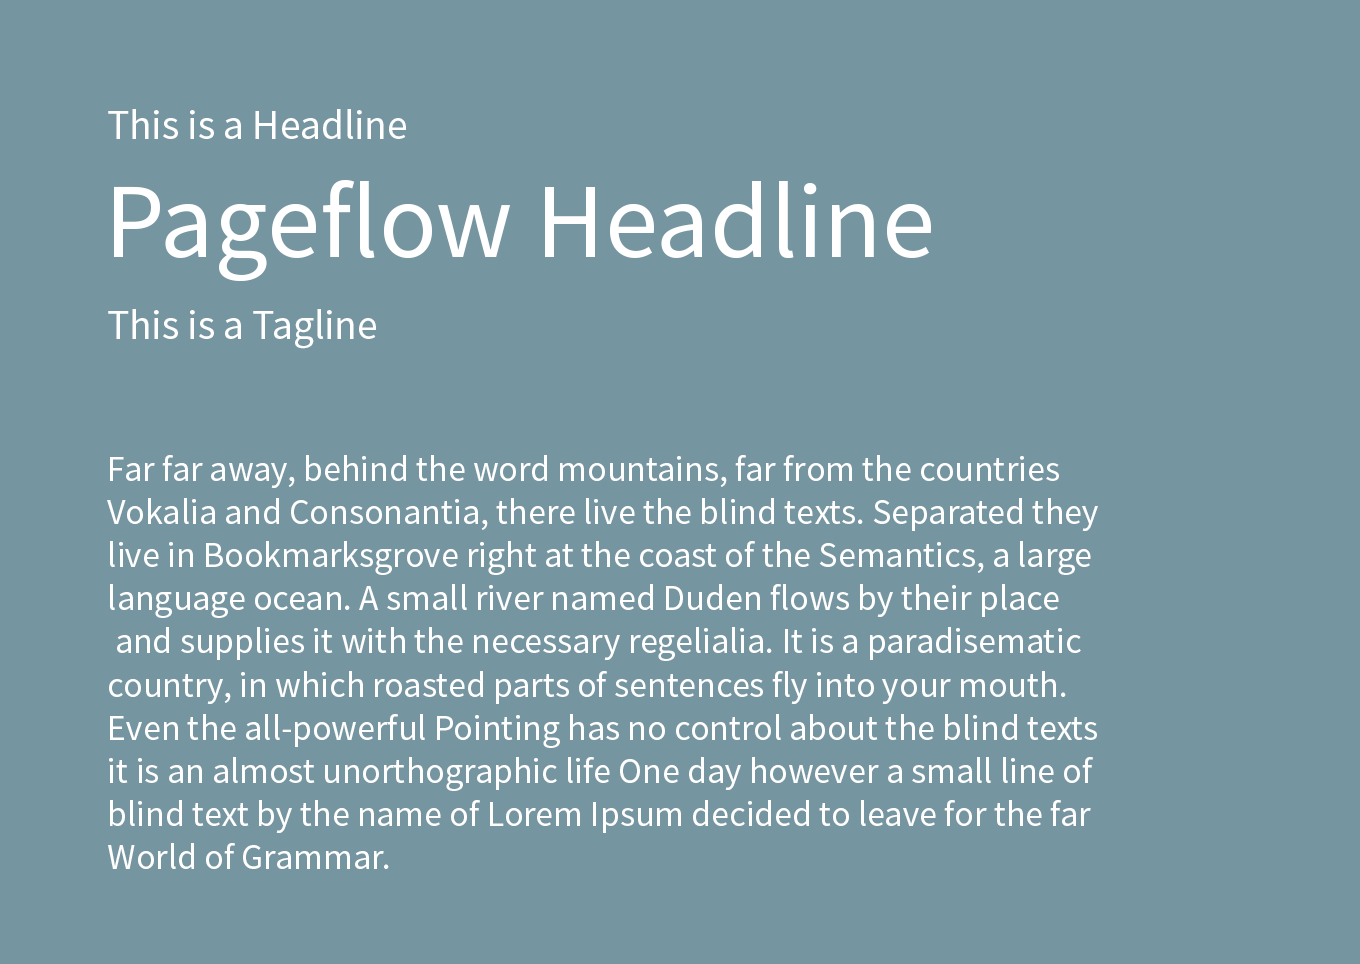 This is a Headline
Pageflow Headline
This is a Tagline
Far far away, behind the word mountains, far from the countries
Vokalia and Consonantia, there live the blind texts. Separated they
live in Bookmarksgrove right at the coast of the Semantics, a large
language ocean. A small river named Duden flows by their place
and supplies it with the necessary regelialia. It is a paradisematic
country, in which roasted parts of sentences fly into your mouth.
Even the all-powerful Pointing has no control about the blind texts
it is an almost unorthographic life One day however a small line of
blind text by the name of Lorem Ipsum decided to leave for the far
World of Grammar.